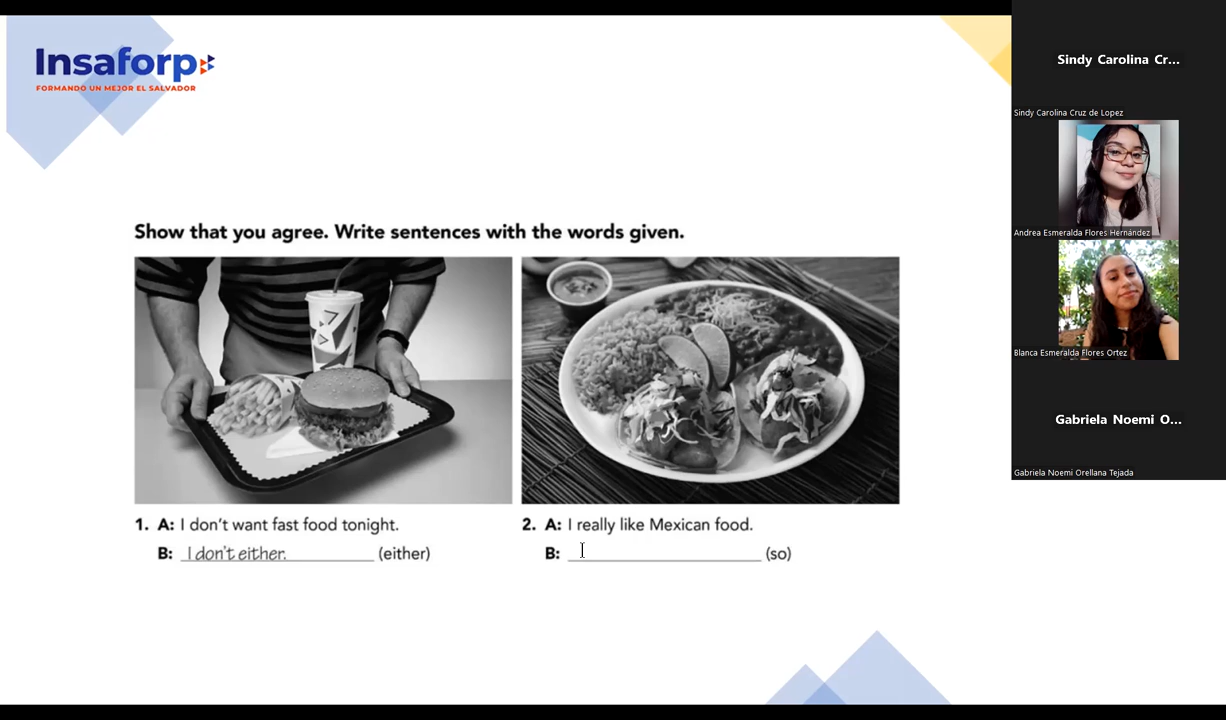 Insaforp
FORMANDO UN MEJOR EL SALVADOR
Show that you agree. Write sentences with the words given.
1. A: I don't want fast food tonight.
B: I don't either. (either)
2. A: I really like Mexican food.
B: (so)
Sindy Carolina Cr...
Sindy Carolina Cruz de Lopez
Andrea Esmeralda Flores Hernández
Blanca Esmeralda Flores Ortez
Gabriela Noemi O...
Gabriela Noemi Orellana Tejada